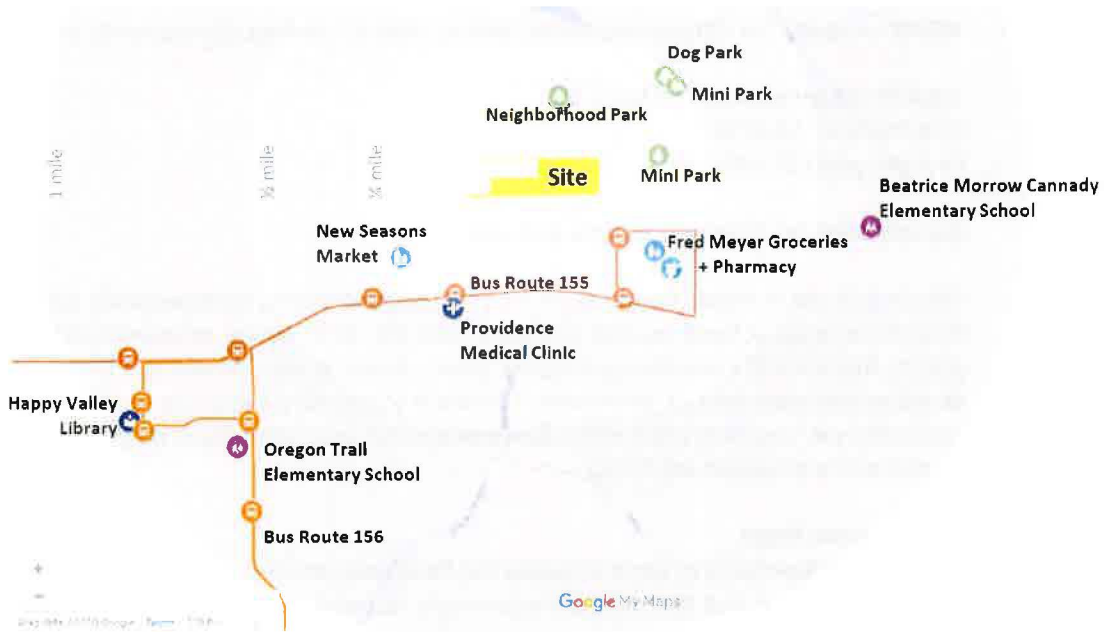 Dog Park
Mini Park
Neighborhood Park
1 mile
½ mile
¼ mile
Site
Mini Park
Beatrice Morrow Cannady
Elementary School
New Seasons
Market
Fred Meyer Groceries
+ Pharmacy
Bus Route 155
Providence
Medical Clinic
Happy Valley
Library
Oregon Trail
Elementary School
Bus Route 156
Google My Maps